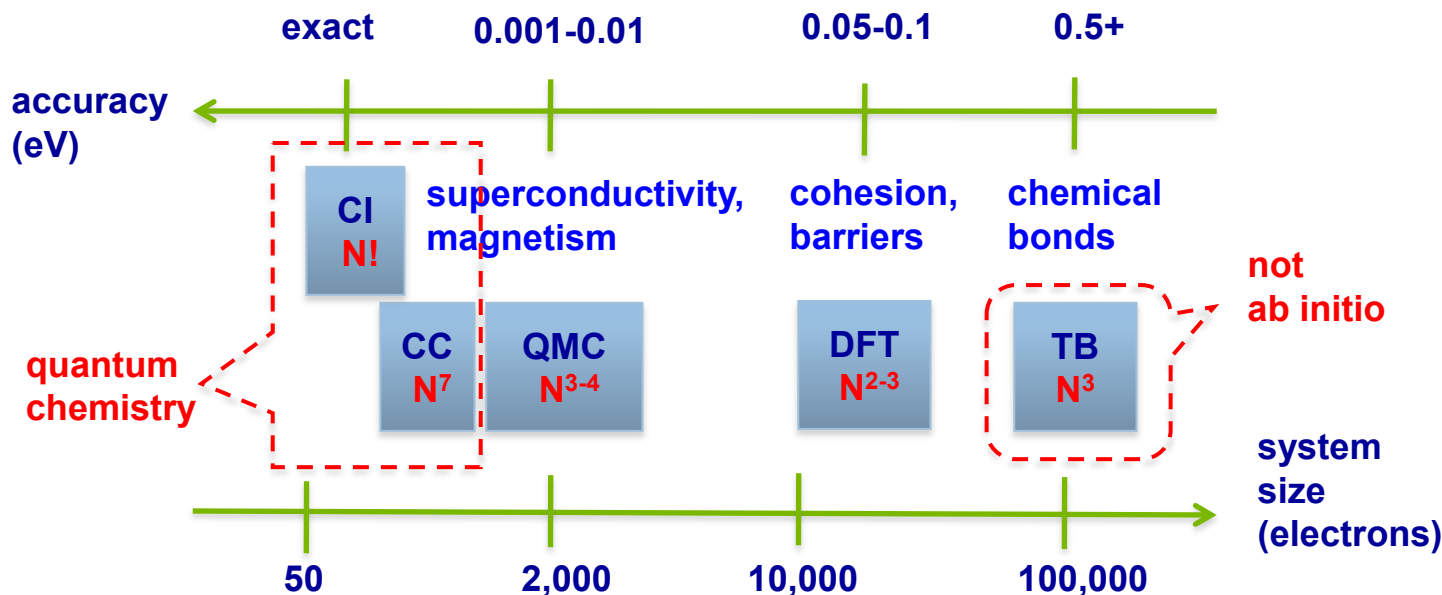 exact
0.001-0.01
0.05-0.1
0.5+
accuracy
(eV)
CI
N!
superconductivity,
magnetism
cohesion,
barriers
chemical
bonds
not
ab initio
quantum
chemistry
CC
N⁷
QMC
N³⁻⁴
DFT
N²⁻³
TB
N³
system
size
(electrons)
50
2,000
10,000
100,000